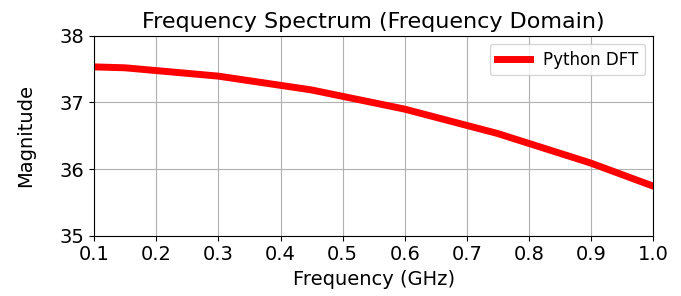 Frequency Spectrum (Frequency Domain)
38
37
36
35
Magnitude
Python DFT
0.1 0.2 0.3 0.4 0.5 0.6 0.7 0.8 0.9 1.0
Frequency (GHz)